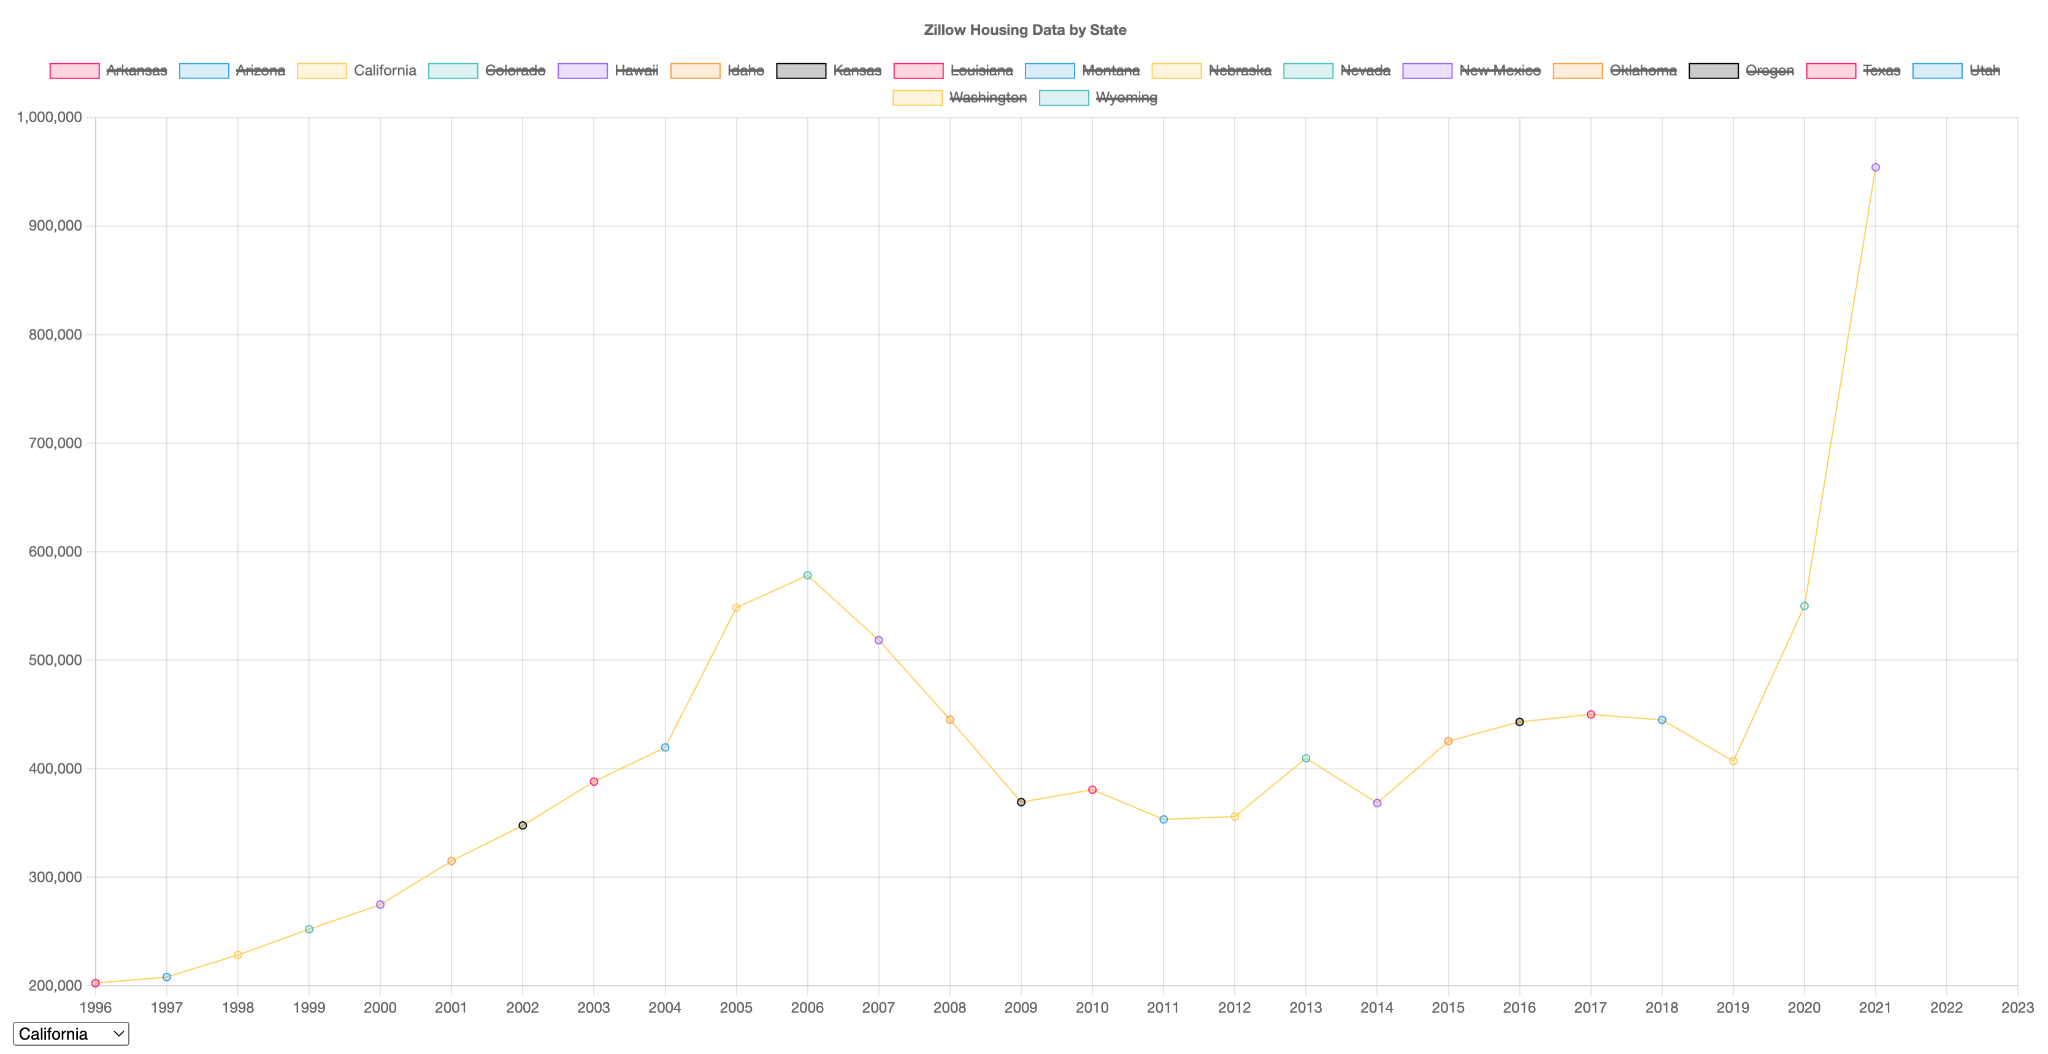 Zillow Housing Data by State
Arkansas Arizona California Colorado Hawaii Idaho Kansas Louisiana Montana Nebraska Nevada New Mexico Oklahoma Oregon Texas Utah
Washington Wyoming
1,000,000
900,000
800,000
700,000
600,000
500,000
400,000
300,000
200,000
1996 1997 1998 1999 2000 2001 2002 2003 2004 2005 2006 2007 2008 2009 2010 2011 2012 2013 2014 2015 2016 2017 2018 2019 2020 2021 2022 2023
California